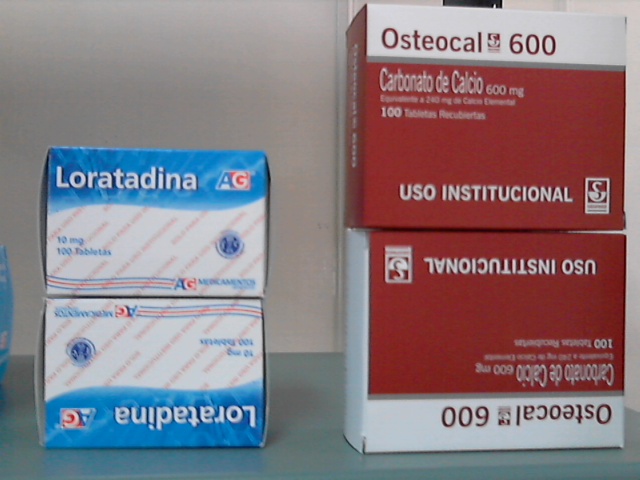 Loratadina AG
10 mg
100 Tabletas
AG MEDICAMENTOS
AG MEDICAMENTOS
10 mg
100 Tabletas
Loratadina AG
Osteocal 600
Osteocal 600
Carbonato de Calcio 600 mg
Equivalente a 240 mg de Calcio Elemental
100 Tabletas Recubiertas
USO INSTITUCIONAL
USO INSTITUCIONAL
100 Tabletas Recubiertas
Equivalente a 240 mg de Calcio Elemental
Carbonato de Calcio 600 mg
Osteocal 600